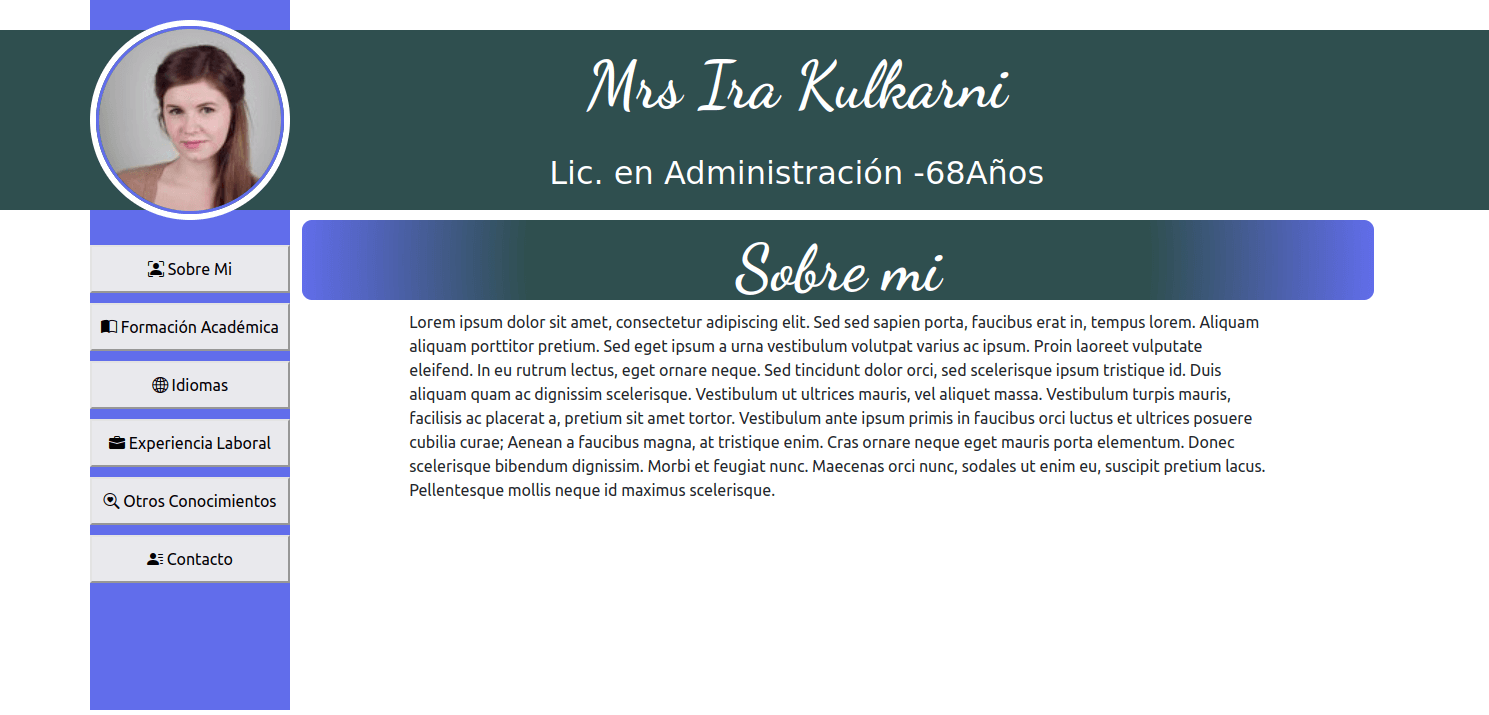 Mrs Ira Kulkarni
Lic. en Administración -68Años
Sobre Mi
Formación Académica
Idiomas
Experiencia Laboral
Otros Conocimientos
Contacto
Sobre mi
Lorem ipsum dolor sit amet, consectetur adipiscing elit. Sed sed sapien porta, faucibus erat in, tempus lorem. Aliquam
aliquam porttitor pretium. Sed eget ipsum a urna vestibulum volutpat varius ac ipsum. Proin laoreet vulputate
eleifend. In eu rutrum lectus, eget ornare neque. Sed tincidunt dolor orci, sed scelerisque ipsum tristique id. Duis
aliquam quam ac dignissim scelerisque. Vestibulum ut ultrices mauris, vel aliquet massa. Vestibulum turpis mauris,
facilisis ac placerat a, pretium sit amet tortor. Vestibulum ante ipsum primis in faucibus orci luctus et ultrices posuere
cubilia curae; Aenean a faucibus magna, at tristique enim. Cras ornare neque eget mauris porta elementum. Donec
scelerisque bibendum dignissim. Morbi et feugiat nunc. Maecenas orci nunc, sodales ut enim eu, suscipit pretium lacus.
Pellentesque mollis neque id maximus scelerisque.